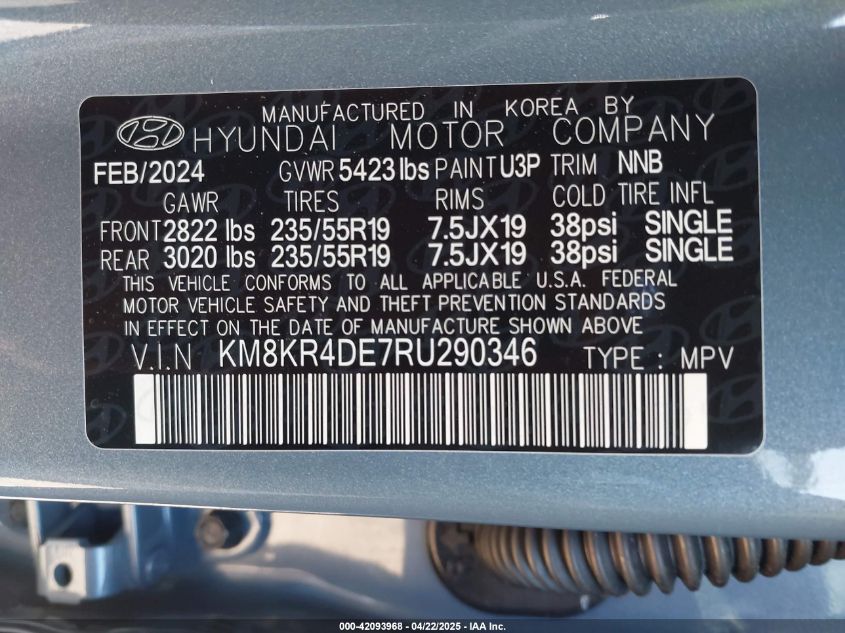 MANUFACTURED IN KOREA BY
HYUNDAI MOTOR COMPANY
FEB/2024 GVWR 5423 lbs PAINT U3P TRIM NNB
GAWR TIRES RIMS COLD TIRE INFL
FRONT 2822 lbs 235/55R19 7.5JX19 38psi SINGLE
REAR 3020 lbs 235/55R19 7.5JX19 38psi SINGLE
THIS VEHICLE CONFORMS TO ALL APPLICABLE U.S.A. FEDERAL
MOTOR VEHICLE SAFETY AND THEFT PREVENTION STANDARDS
IN EFFECT ON THE DATE OF MANUFACTURE SHOWN ABOVE
V.I.N KM8KR4DE7RU290346 TYPE : MPV
000-42093968 - 04/22/2025 - IAA Inc.